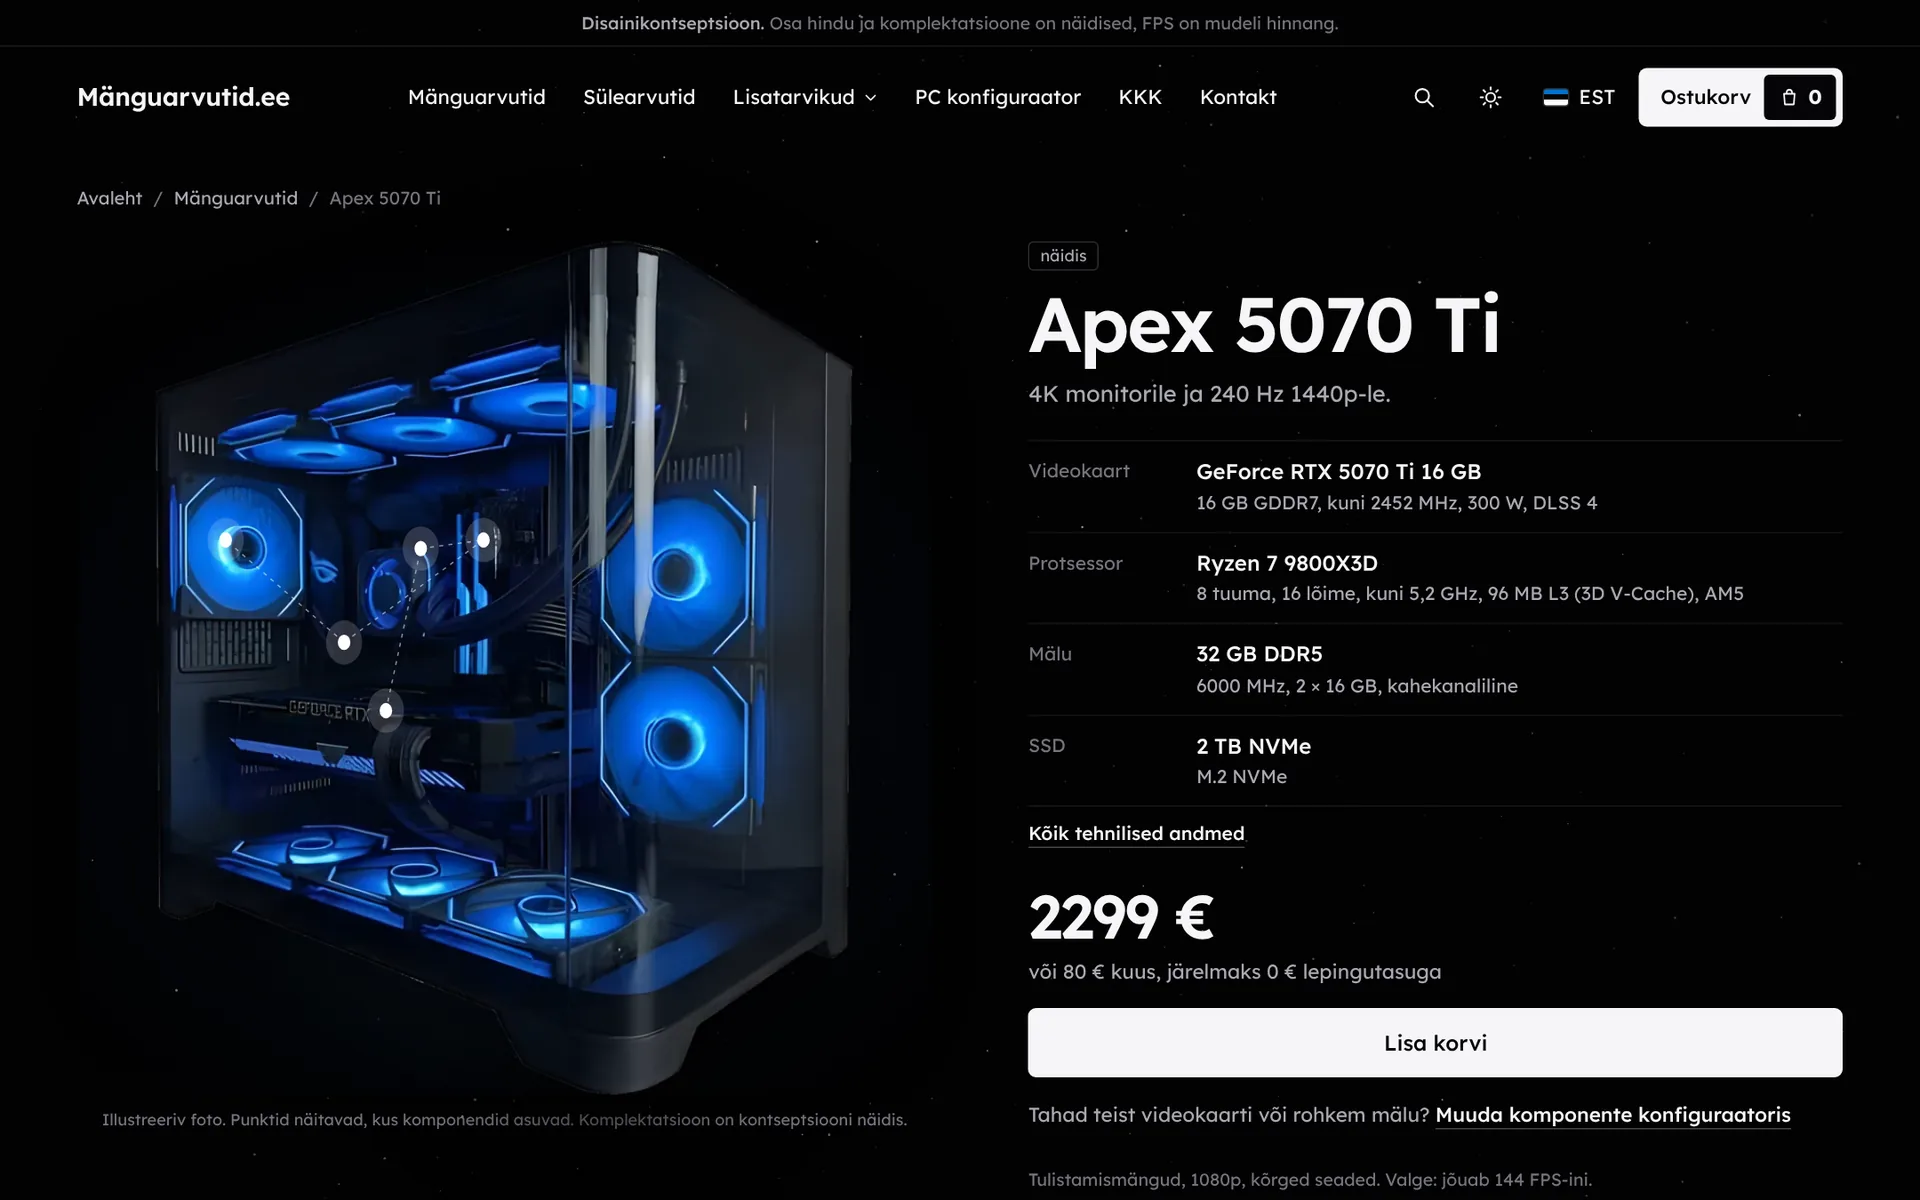 Disainikontseptsioon. Osa hindu ja komplektatsioone on näidised, FPS on mudeli hinnang.
Mänguarvutid.ee
Mänguarvutid
Sülearvutid
Lisatarvikud
PC konfiguraator
KKK
Kontakt
EST
Ostukorv
0
Avaleht / Mänguarvutid / Apex 5070 Ti
näidis
Apex 5070 Ti
4K monitorile ja 240 Hz 1440p-le.
Videokaart
GeForce RTX 5070 Ti 16 GB
16 GB GDDR7, kuni 2452 MHz, 300 W, DLSS 4
Protsessor
Ryzen 7 9800X3D
8 tuuma, 16 lõime, kuni 5,2 GHz, 96 MB L3 (3D V-Cache), AM5
Mälu
32 GB DDR5
6000 MHz, 2 × 16 GB, kahekanaliline
SSD
2 TB NVMe
M.2 NVMe
Kõik tehnilised andmed
2299 €
või 80 € kuus, järelmaks 0 € lepingutasuga
Lisa korvi
Tahad teist videokaarti või rohkem mälu? Muuda komponente konfiguraatoris
Tulistamismängud, 1080p, kõrged seaded. Valge: jõuab 144 FPS-ini.
GEFORCE RTX
Illustreeriv foto. Punktid näitavad, kus komponendid asuvad. Komplektatsioon on kontseptsiooni näidis.